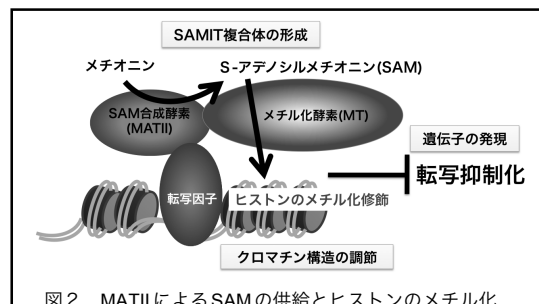 SAMIT複合体の形成
メチオニン
S-アデノシルメチオニン(SAM)
SAM合成酵素
(MATII)
メチル化酵素(MT)
遺伝子の発現
転写抑制化
転写因子
ヒストンのメチル化修飾
クロマチン構造の調節
図2 MATIIによるSAMの供給とヒストンのメチル化